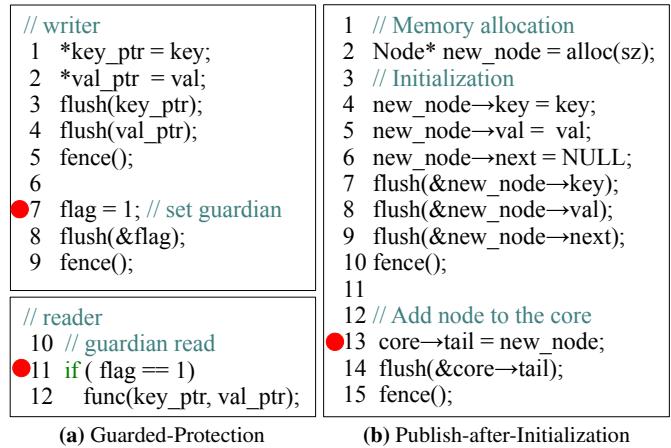 // writer
1 *key_ptr = key;
2 *val_ptr = val;
3 flush(key_ptr);
4 flush(val_ptr);
5 fence();
6
7 flag = 1; // set guardian
8 flush(&flag);
9 fence();
// reader
10 // guardian read
11 if ( flag == 1)
12 func(key_ptr, val_ptr);
(a) Guarded-Protection
1 // Memory allocation
2 Node* new_node = alloc(sz);
3 // Initialization
4 new_node→key = key;
5 new_node→val = val;
6 new_node→next = NULL;
7 flush(&new_node→key);
8 flush(&new_node→val);
9 flush(&new_node→next);
10 fence();
11
12 // Add node to the core
13 core→tail = new_node;
14 flush(&core→tail);
15 fence();
(b) Publish-after-Initialization